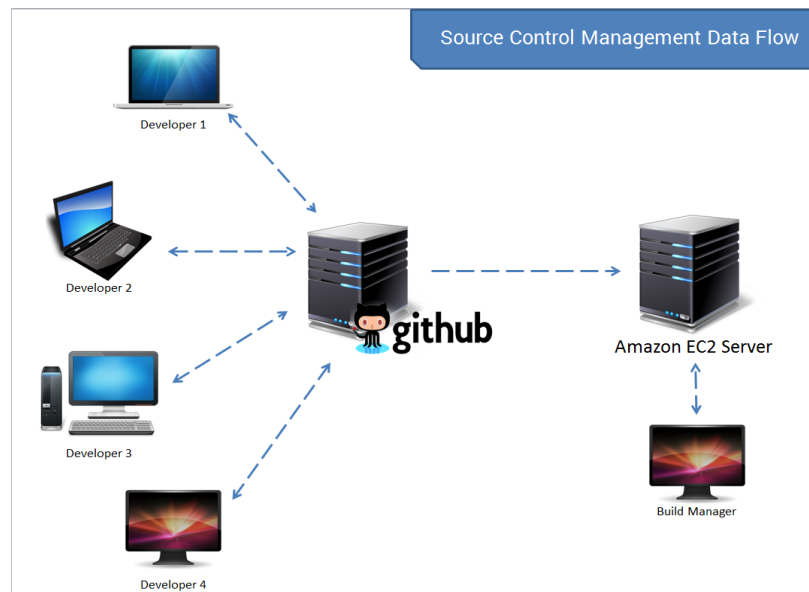 Source Control Management Data Flow
Developer 1
Developer 2
github
Amazon EC2 Server
Developer 3
Build Manager
Developer 4